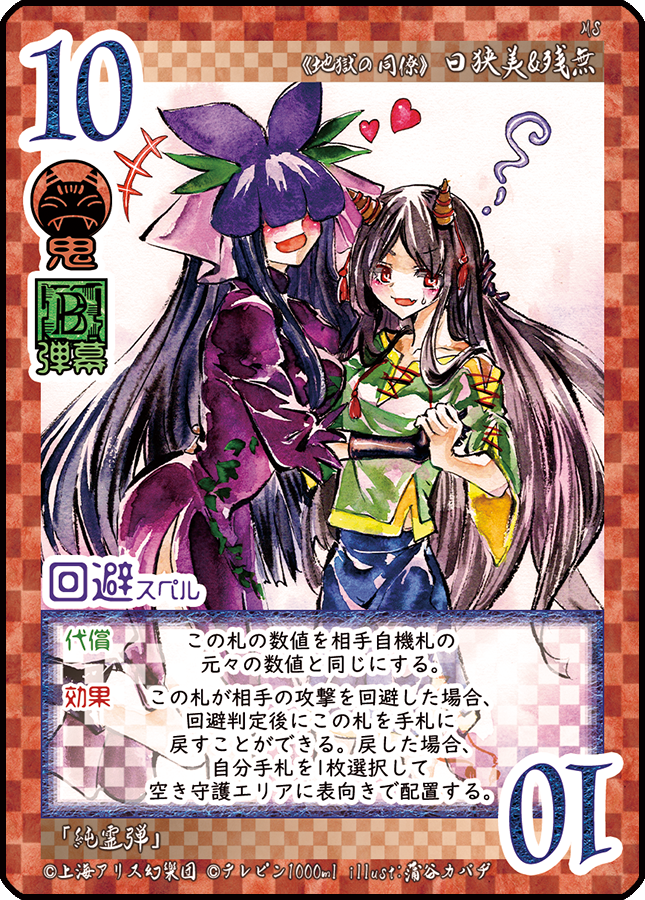 MS
《地獄の同僚》 日狭美&残無
10
鬼
B
弾幕
回避スペル
代償
この札の数値を相手自機札の
元々の数値と同じにする。
効果
この札が相手の攻撃を回避した場合、
回避判定後にこの札を手札に
戻すことができる。戻した場合、
自分手札を1枚選択して
空き守護エリアに表向きで配置する。
10
「純霊弾」
©上海アリス幻樂団 ©テレピン1000ml illust:蒲谷カバヂ